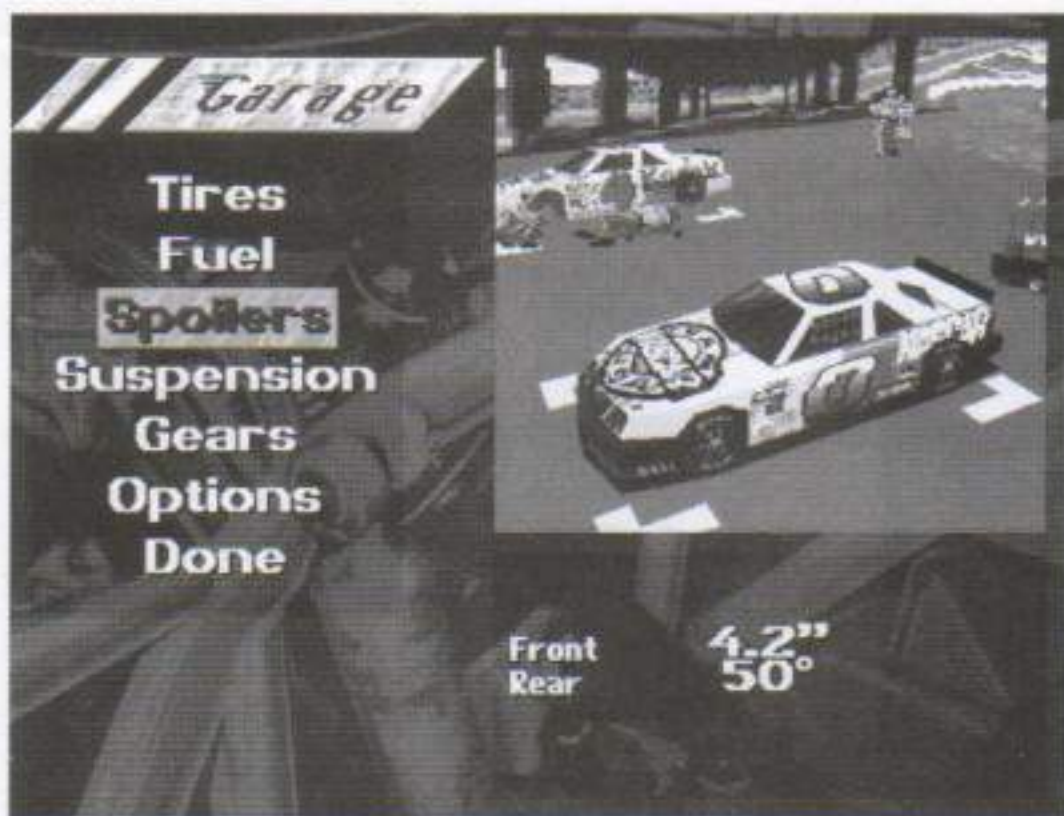 Garage
Tires
Fuel
Spoilers
Suspension
Gears
Options
Done
Front 4.2”
Rear 50°